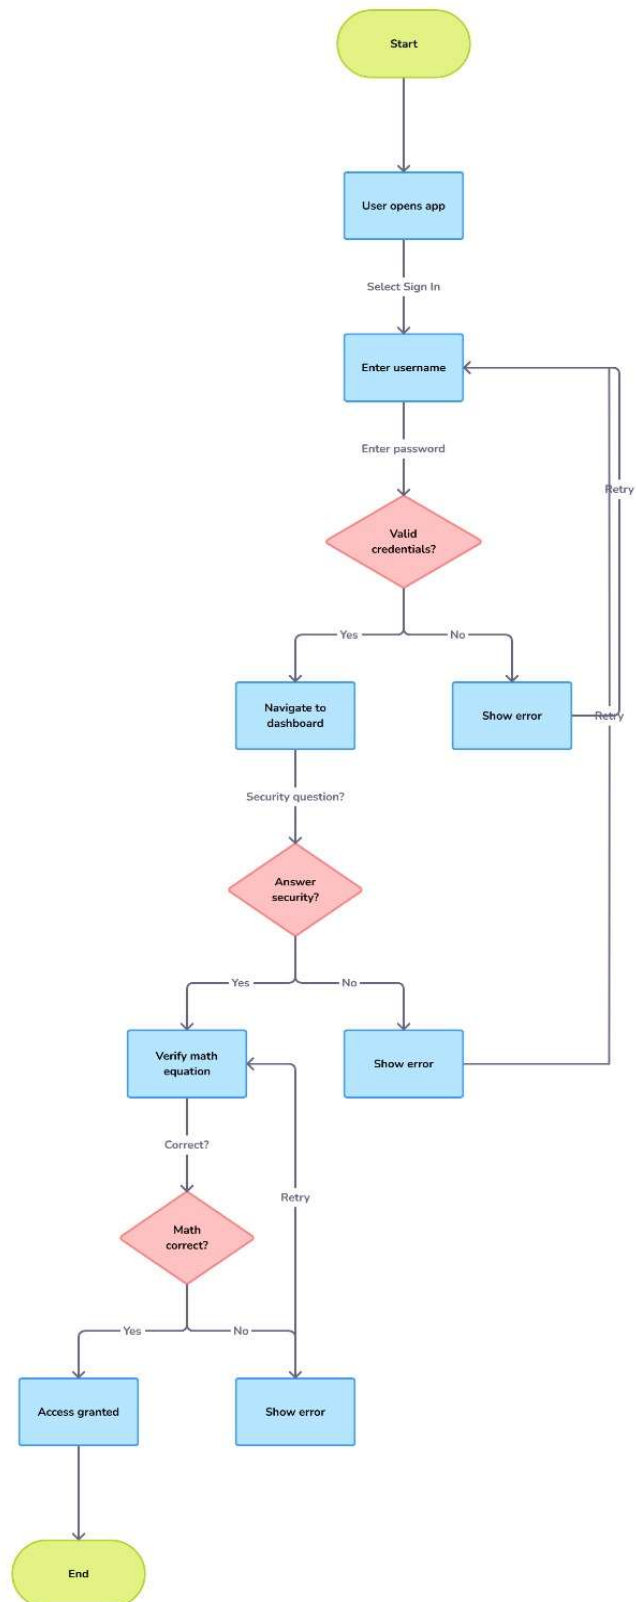 Start
User opens app
Select Sign In
Enter username
Enter password
Retry
Valid
credentials?
Yes
No
Navigate to
dashboard
Show error
Retry
Security question?
Answer
security?
Yes
No
Verify math
equation
Show error
Correct?
Retry
Math
correct?
Yes
No
Access granted
Show error
End